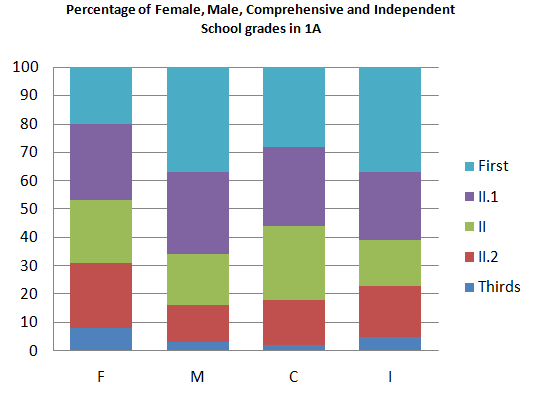 Percentage of Female, Male, Comprehensive and Independent
School grades in 1A
100
90
80
70
60
50
40
30
20
10
0
F M C I
First
II.1
II
II.2
Thirds